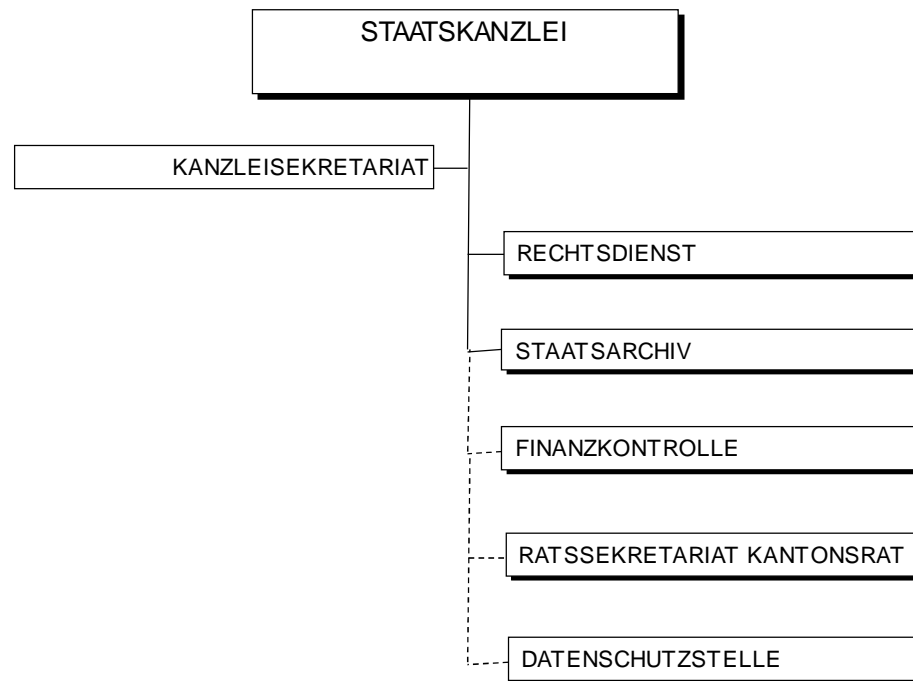 STAATSKANZLEI
KANZLEISEKRETARIAT
RECHTSDIENST
STAATSARCHIV
FINANZKONTROLLE
RATSSEKRETARIAT KANTONSRAT
DATENSCHUTZSTELLE